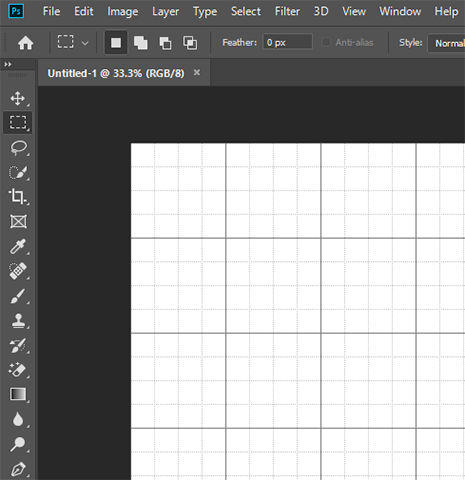 Ps File Edit Image Layer Type Select Filter 3D View Window Help
Feather: 0 px Anti-alias Style: Normal
Untitled-1 @ 33.3% (RGB/8) ×